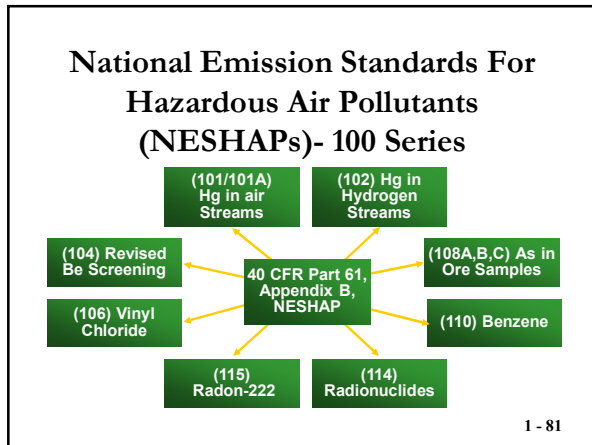 National Emission Standards For
Hazardous Air Pollutants
(NESHAPs)- 100 Series
(101/101A)
Hg in air
Streams
(102) Hg in
Hydrogen
Streams
(104) Revised
Be Screening
40 CFR Part 61,
Appendix B,
NESHAP
(108A,B,C) As in
Ore Samples
(106) Vinyl
Chloride
(110) Benzene
(115)
Radon-222
(114)
Radionuclides
1 - 81